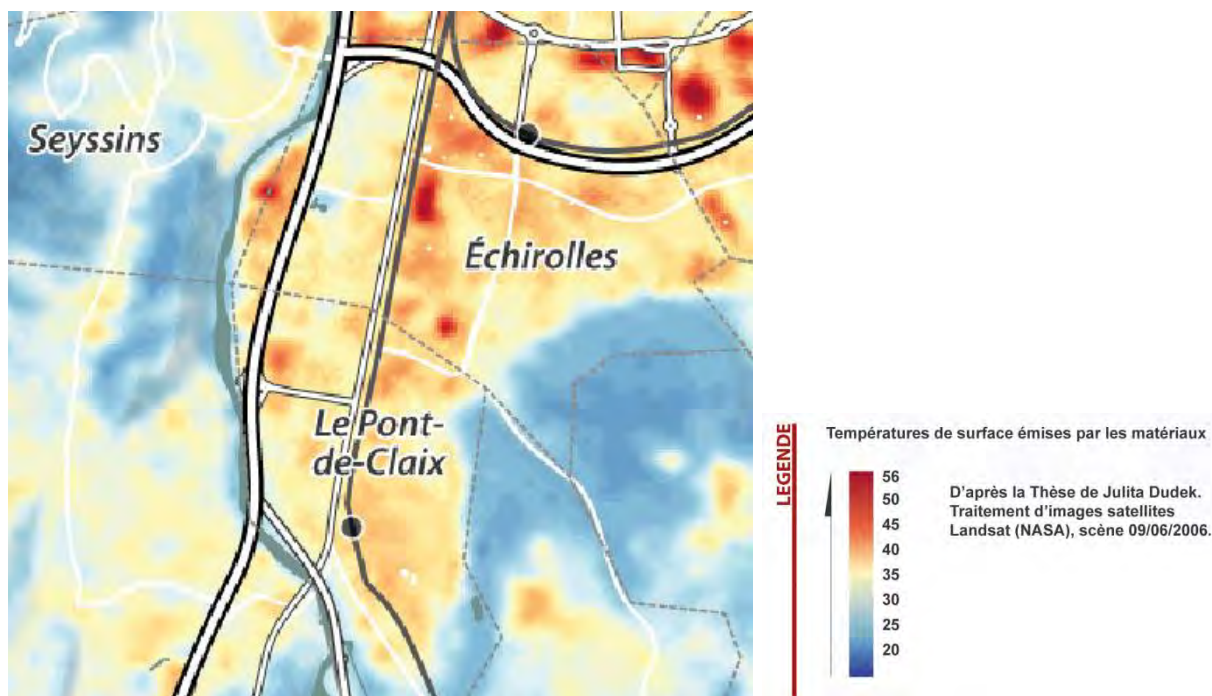 Seyssins
Échirolles
Le Pont-
de-Claix
LEGENDE
Températures de surface émises par les matériaux
56
50
45
40
35
30
25
20
D'après la Thèse de Julita Dudek.
Traitement d'images satellites
Landsat (NASA), scène 09/06/2006.